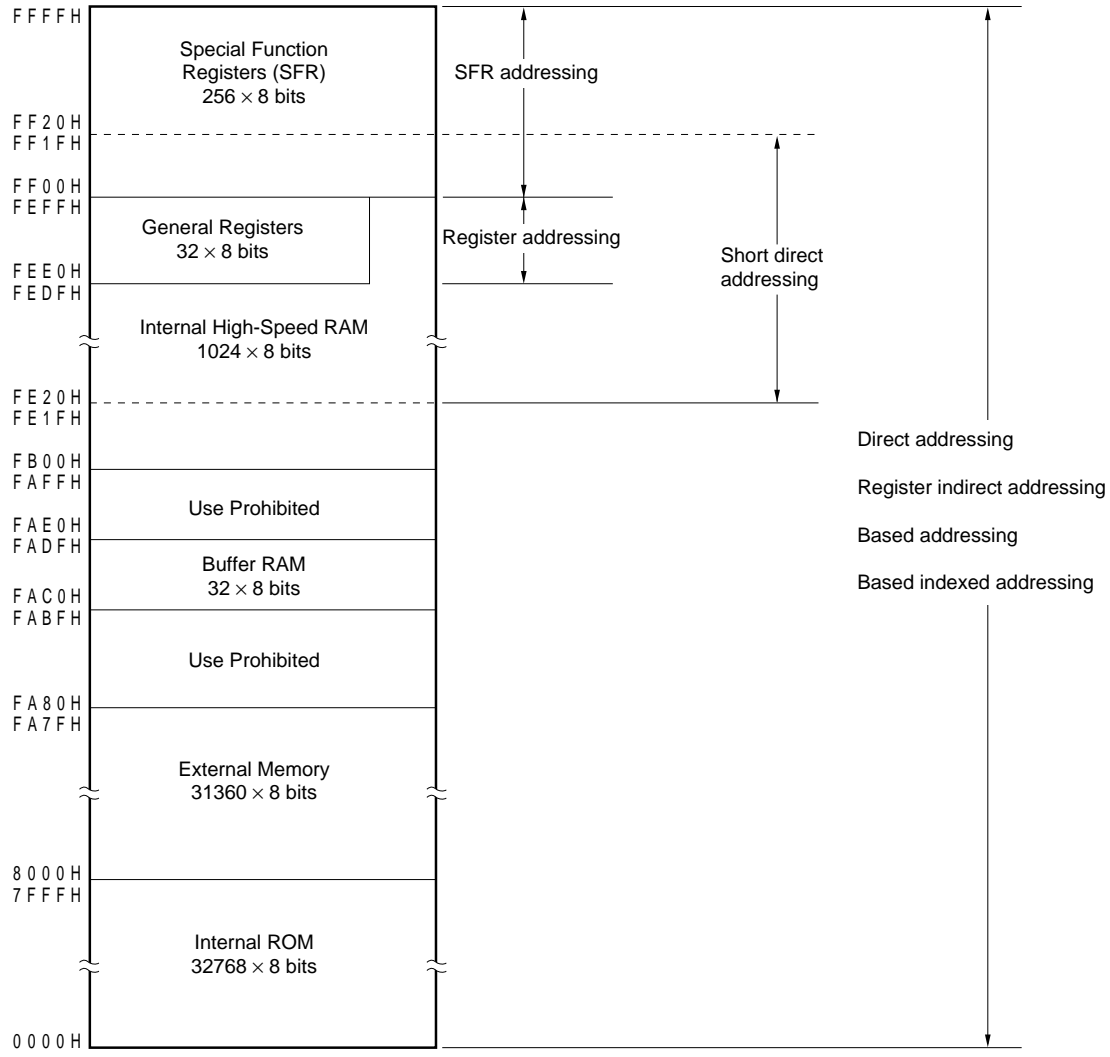 FFFFH
Special Function
Registers (SFR)
256 × 8 bits
SFR addressing
FF20H
FF1FH
FF00H
FEFFH
General Registers
32 × 8 bits
Register addressing
Short direct
addressing
FEE0H
FEDFH
Internal High-Speed RAM
1024 × 8 bits
FE20H
FE1FH
Direct addressing
Register indirect addressing
Based addressing
Based indexed addressing
FB00H
FAFFH
Use Prohibited
FAE0H
FADFH
Buffer RAM
32 × 8 bits
FAC0H
FABFH
Use Prohibited
FA80H
FA7FH
External Memory
31360 × 8 bits
8000H
7FFFH
Internal ROM
32768 × 8 bits
0000H